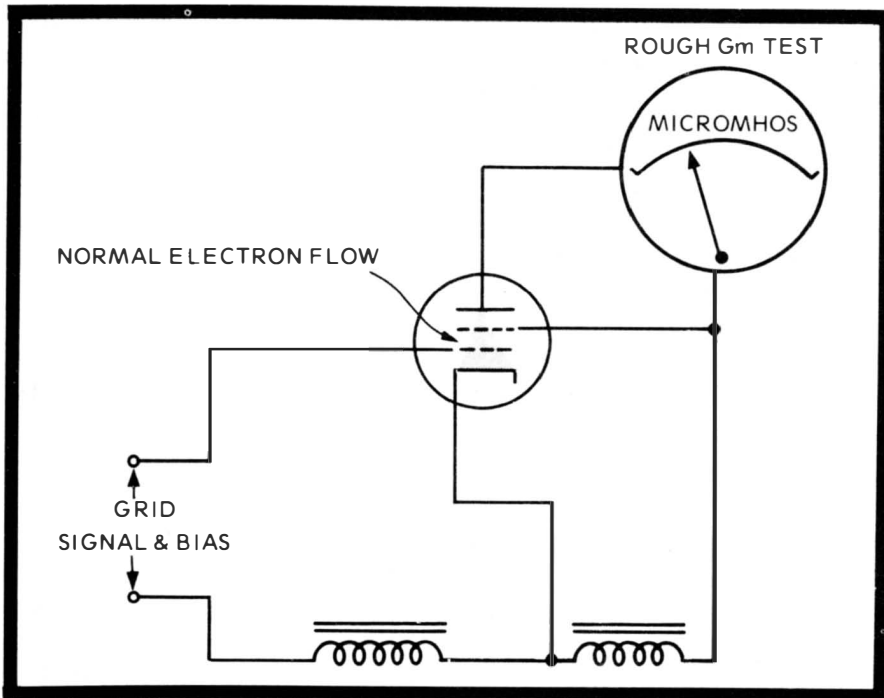 ROUGH Gm TEST
MICROMHOS
NORMAL ELECTRON FLOW
GRID
SIGNAL & BIAS